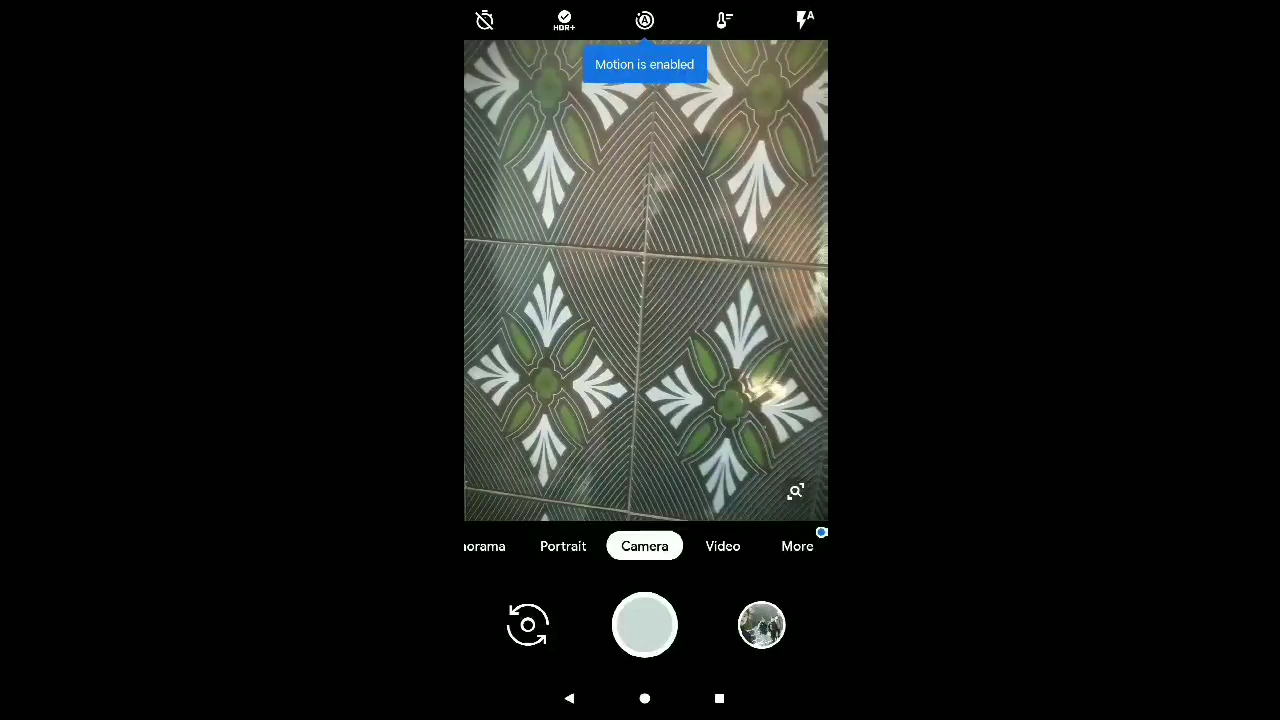 HDR+
A
A
Motion is enabled
orama
Portrait
Camera
Video
More